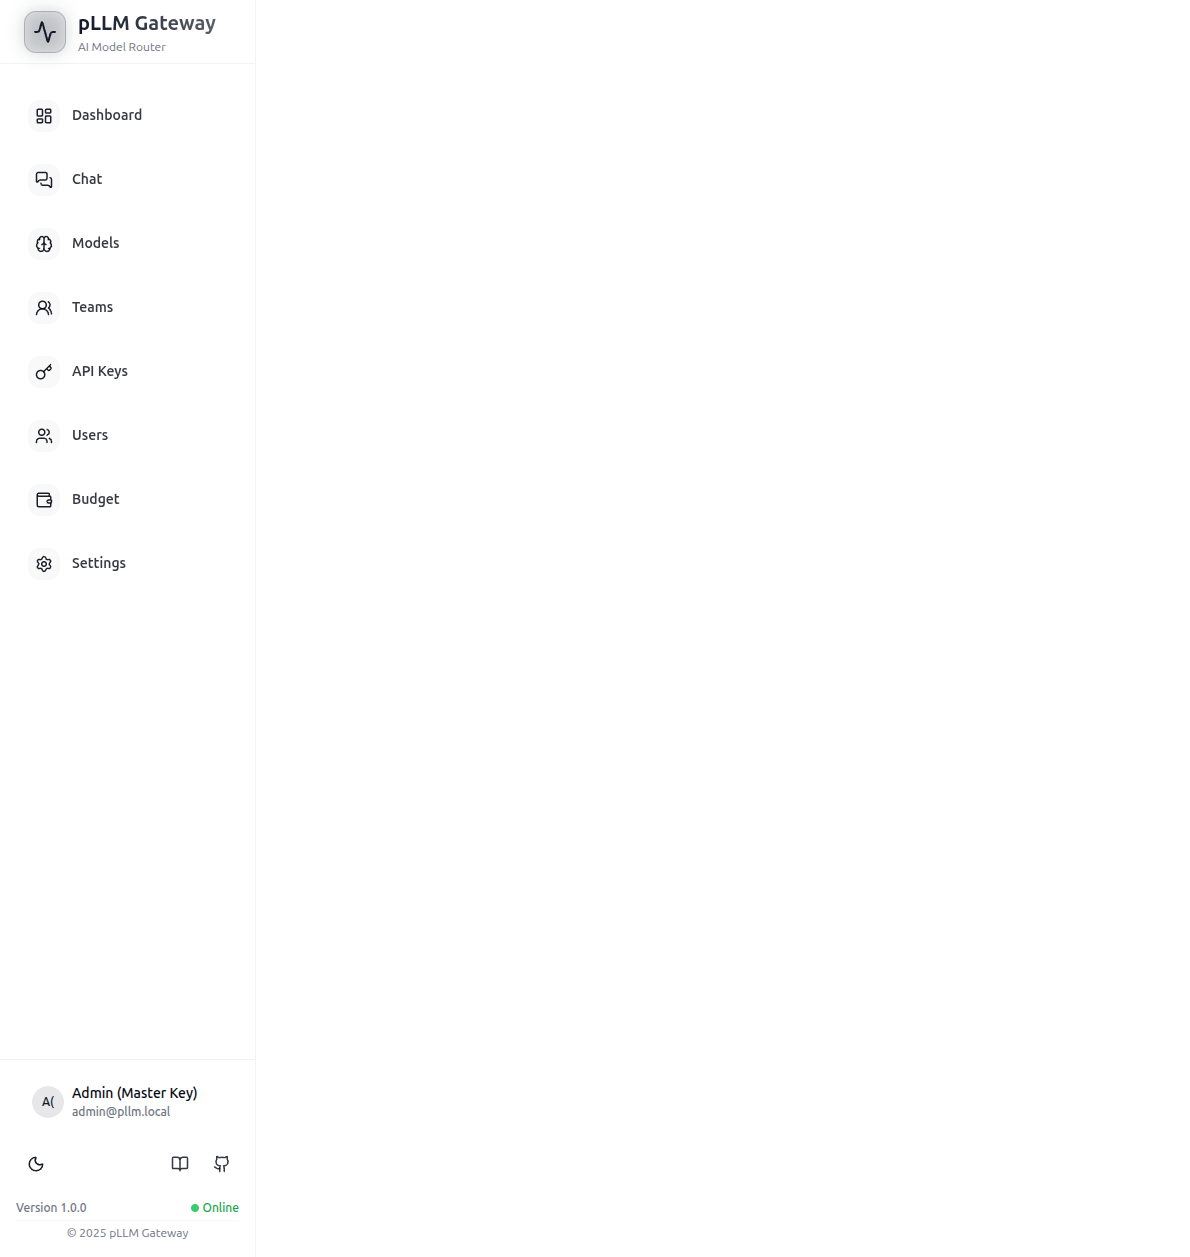 pLLM Gateway
AI Model Router
Dashboard
Chat
Models
Teams
API Keys
Users
Budget
Settings
A(
Admin (Master Key)
admin@pllm.local
Version 1.0.0
Online
© 2025 pLLM Gateway